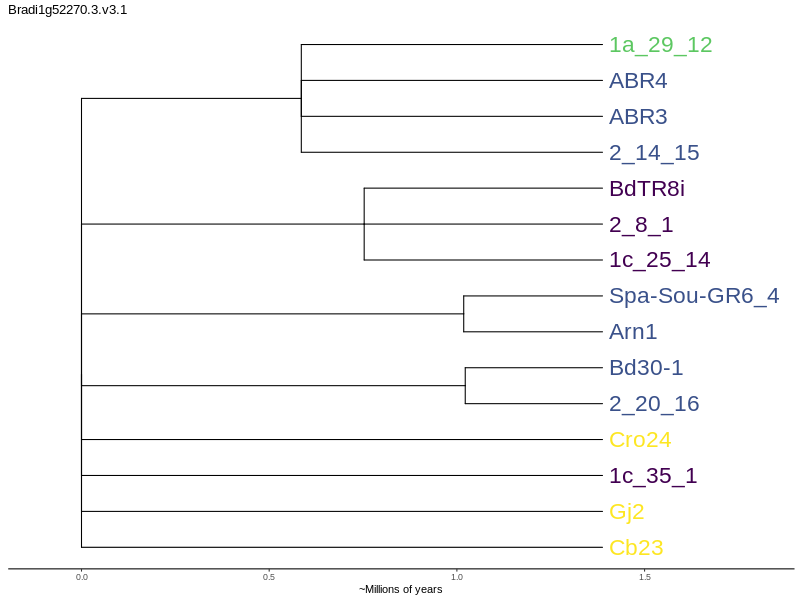 Bradi1g52270.3.v3.1
1a_29_12
ABR4
ABR3
2_14_15
BdTR8i
2_8_1
1c_25_14
Spa-Sou-GR6_4
Arn1
Bd30-1
2_20_16
Cro24
1c_35_1
Gj2
Cb23
0.0 0.5 1.0 1.5
~Millions of years